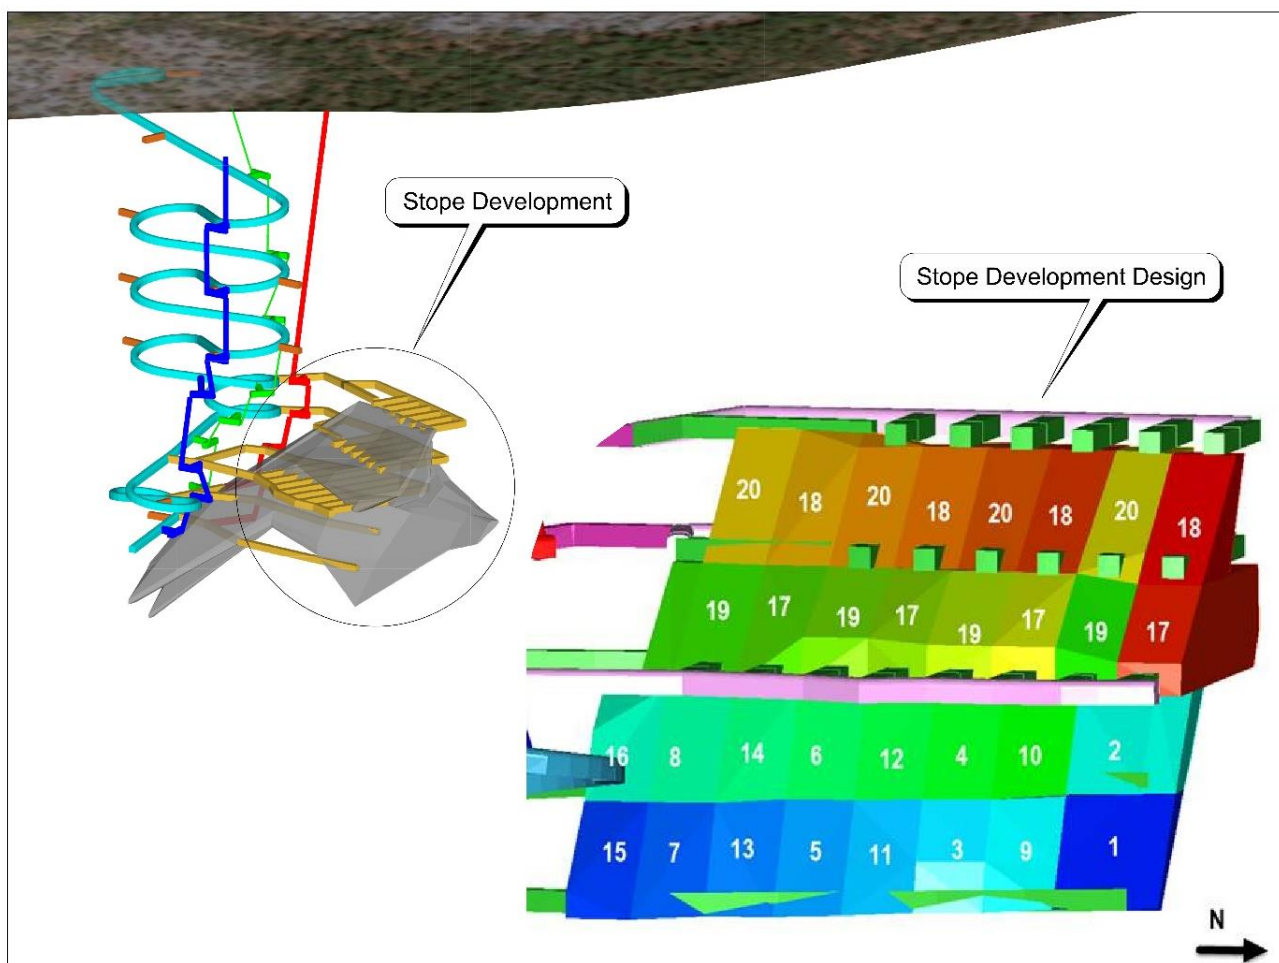 Stope Development
Stope Development Design
20 18 20 18 20 18 20 18
19 17 19 17 19 17 19 17
16 8 14 6 12 4 10 2
15 7 13 5 11 3 9 1
N